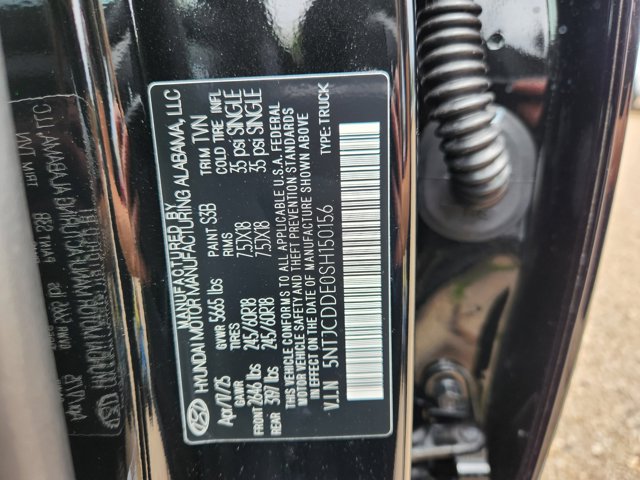 MANUFACTURED BY
HYUNDAI MOTOR MANUFACTURING ALABAMA, LLC
Apr/17/25 PAINT S3B TRIM TVN
GVWR 5665 lbs
GAWR TIRES RIMS COLD TIRE INFL
FRONT 2646 lbs 245/60R18 7.5JX18 35 psi SINGLE
REAR 3197 lbs 245/60R18 7.5JX18 35 psi SINGLE
THIS VEHICLE CONFORMS TO ALL APPLICABLE U.S.A. FEDERAL
MOTOR VEHICLE SAFETY AND THEFT PREVENTION STANDARDS
IN EFFECT ON THE DATE OF MANUFACTURE SHOWN ABOVE
V.I.N 5NTJCDDE0SH150156 TYPE: TRUCK